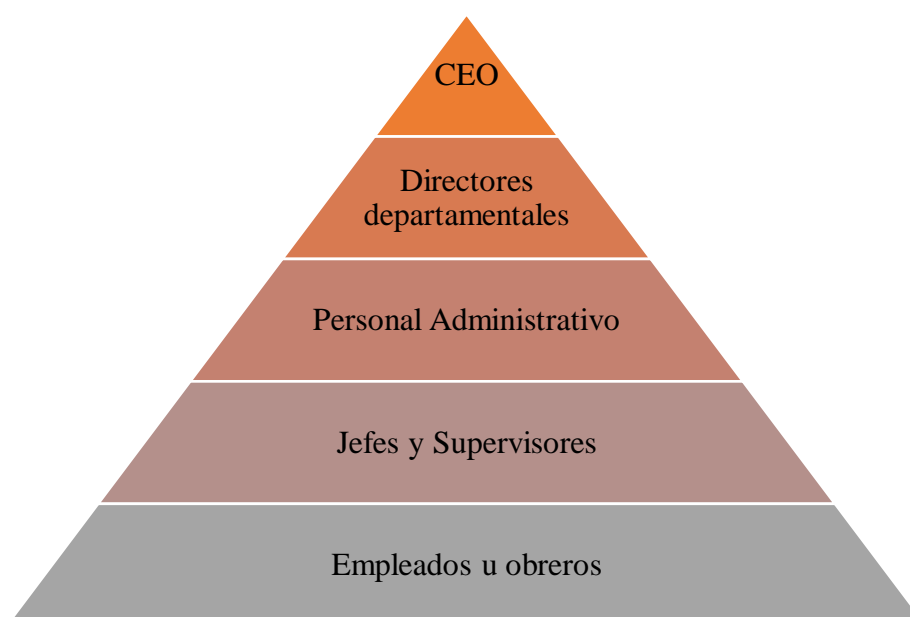 CEO
Directores
departamentales
Personal Administrativo
Jefes y Supervisores
Empleados u obreros